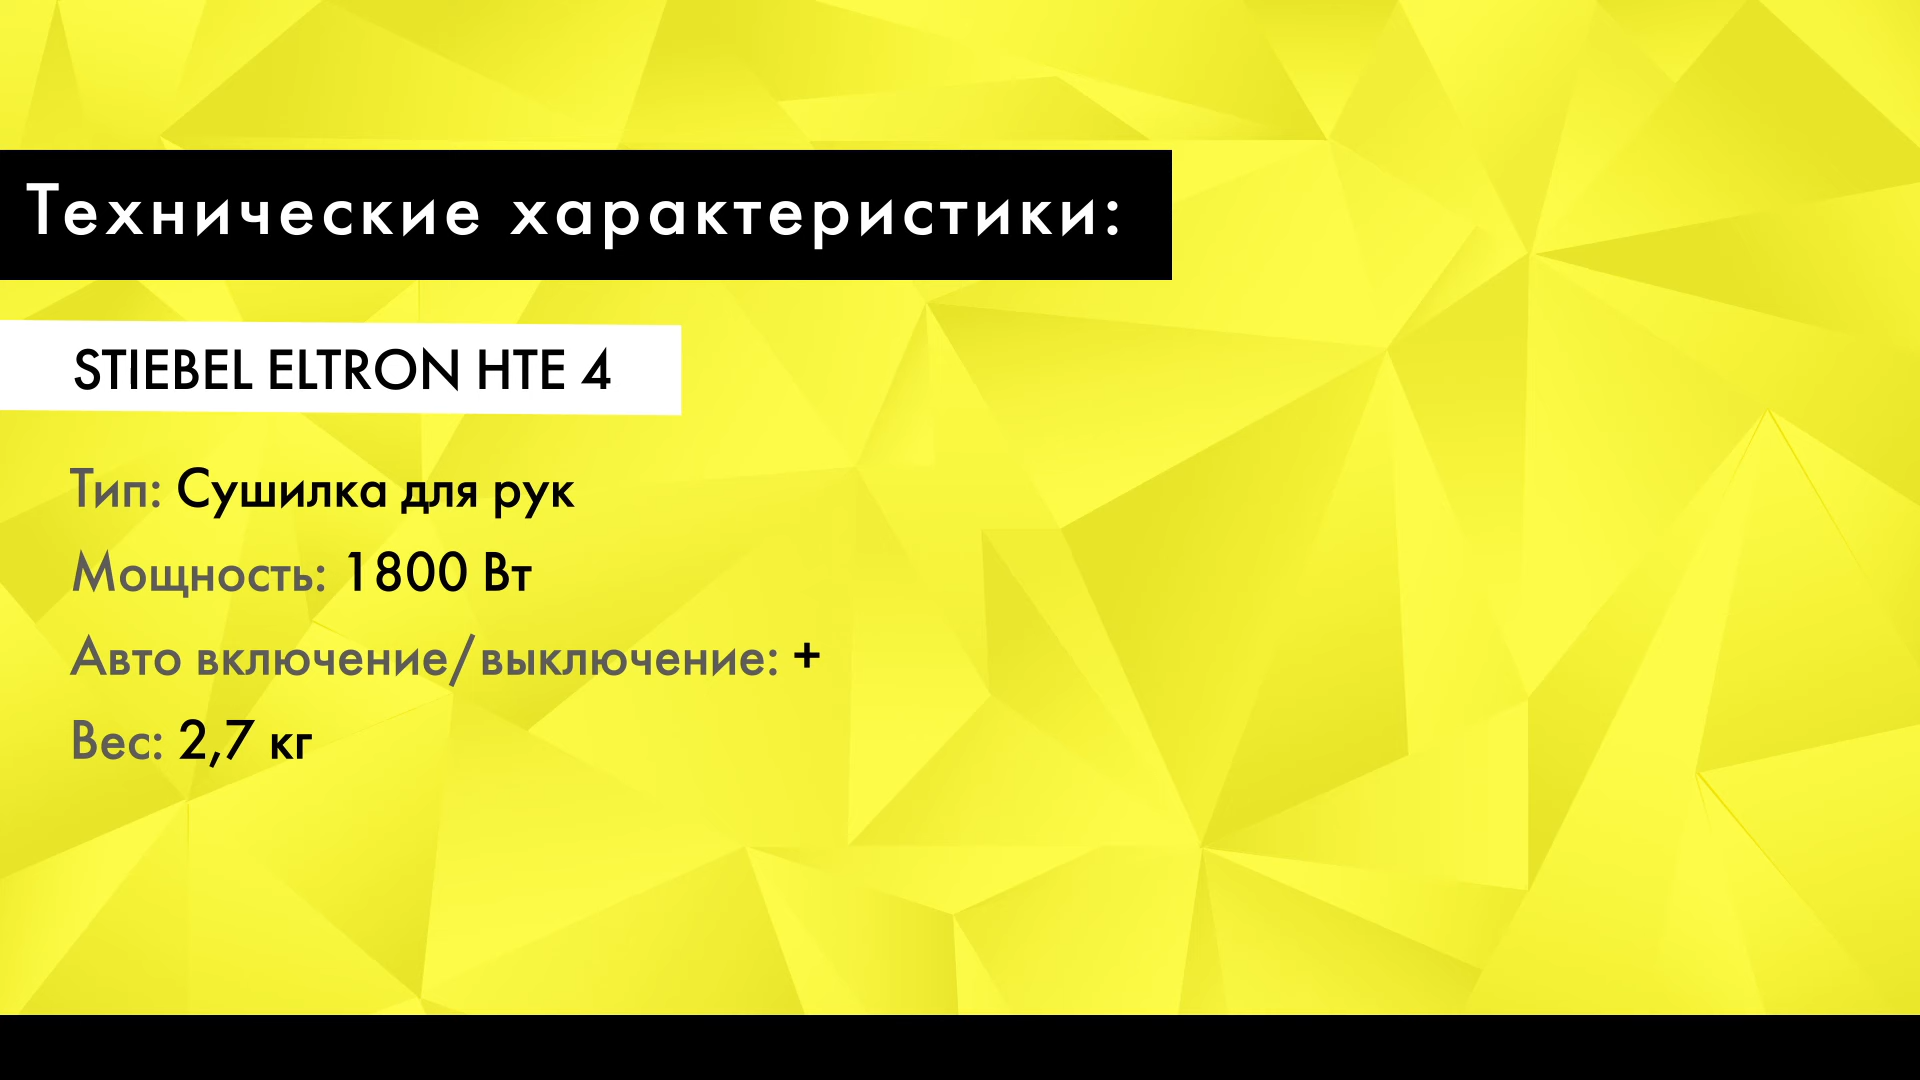 Технические характеристики:
STIEBEL ELTRON HTE 4
Тип: Сушилка для рук
Мощность: 1800 Вт
Авто включение/выключение: +
Вес: 2,7 кг